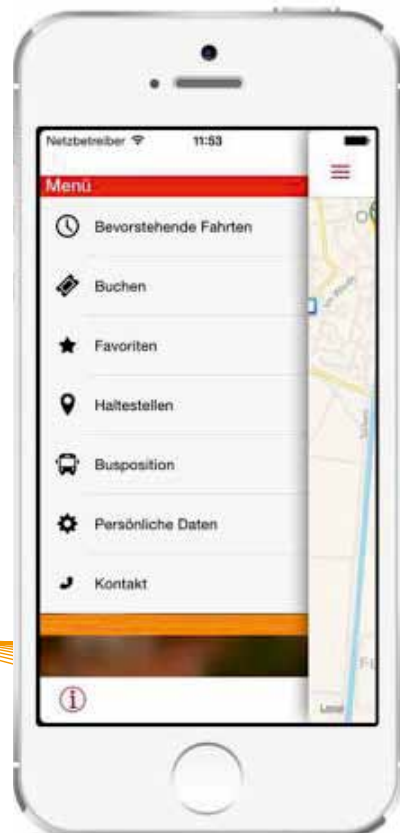 Netzbetreiber 11:53
Menü
Bevorstehende Fahrten
Buchen
Favoriten
Haltestellen
Busposition
Persönliche Daten
Kontakt